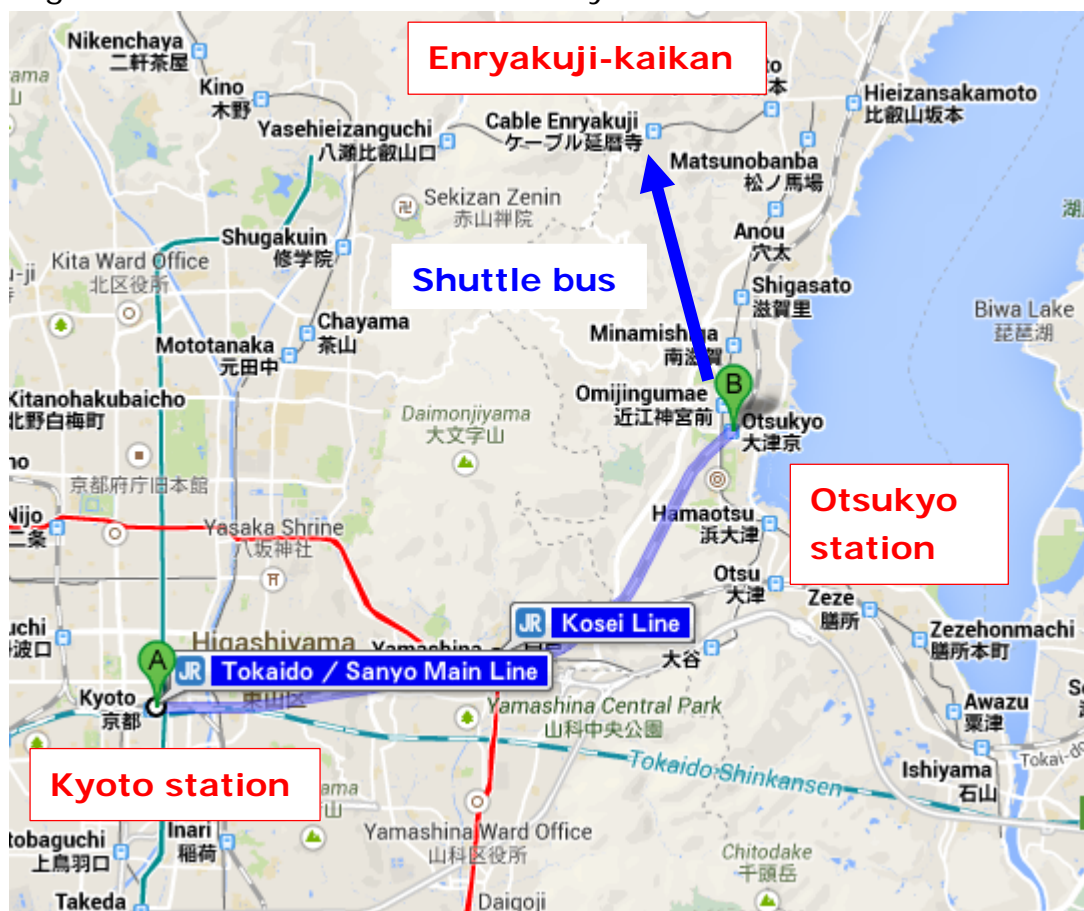 Nikenchaya
二軒茶屋
Enryakuji-kaikan
Kino
木野
Hieizansakamoto
比叡山坂本
Cable Enryakuji
ケーブル延暦寺
Yasehieizanguchi
八瀬比叡山口
Matsunobanba
松ノ馬場
Sekizan Zenin
赤山禅院
Shugakuin
修学院
Anou
穴太
Kita Ward Office
北区役所
Shuttle bus
Shigasato
滋賀里
Biwa Lake
琵琶湖
Chayama
茶山
Mototanaka
元田中
Minamishiga
南滋賀
B
Kitanohakubaicho
北野白梅町
Omijingumae
近江神宮前
Otsukyo
大津京
Daimonjiyama
大文字山
京都府庁旧本館
Otsukyo
station
Nijo
二条
Yasaka Shrine
八坂神社
Hamaotsu
浜大津
Otsu
大津
Zeze
膳所
Zezehonmachi
膳所本町
JR Kosei Line
Higashiyama
東山区
Yamashina
大谷
A
JR Tokaido / Sanyo Main Line
Kyoto
京都
Yamashina Central Park
山科中央公園
Awazu
粟津
Tokaido Shinkansen
Ishiyama
石山
Kyoto station
Inari
稲荷
Yamashina Ward Office
山科区役所
tobaguchi
上鳥羽口
Chitodake
千頭岳
Takeda
Daigoji